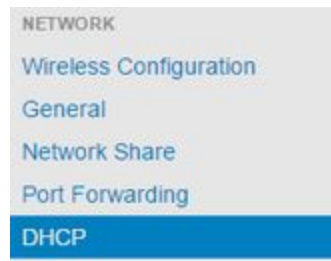 NETWORK
Wireless Configuration
General
Network Share
Port Forwarding
DHCP